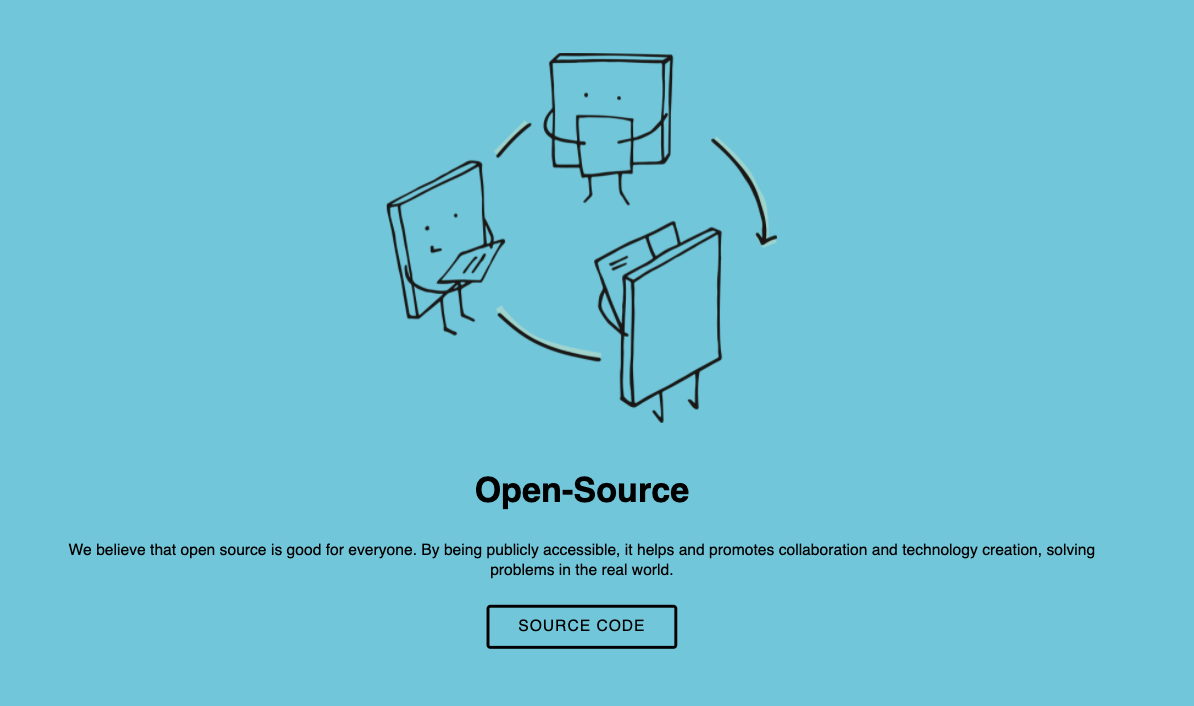 Open-Source
We believe that open source is good for everyone. By being publicly accessible, it helps and promotes collaboration and technology creation, solving
problems in the real world.
SOURCE CODE